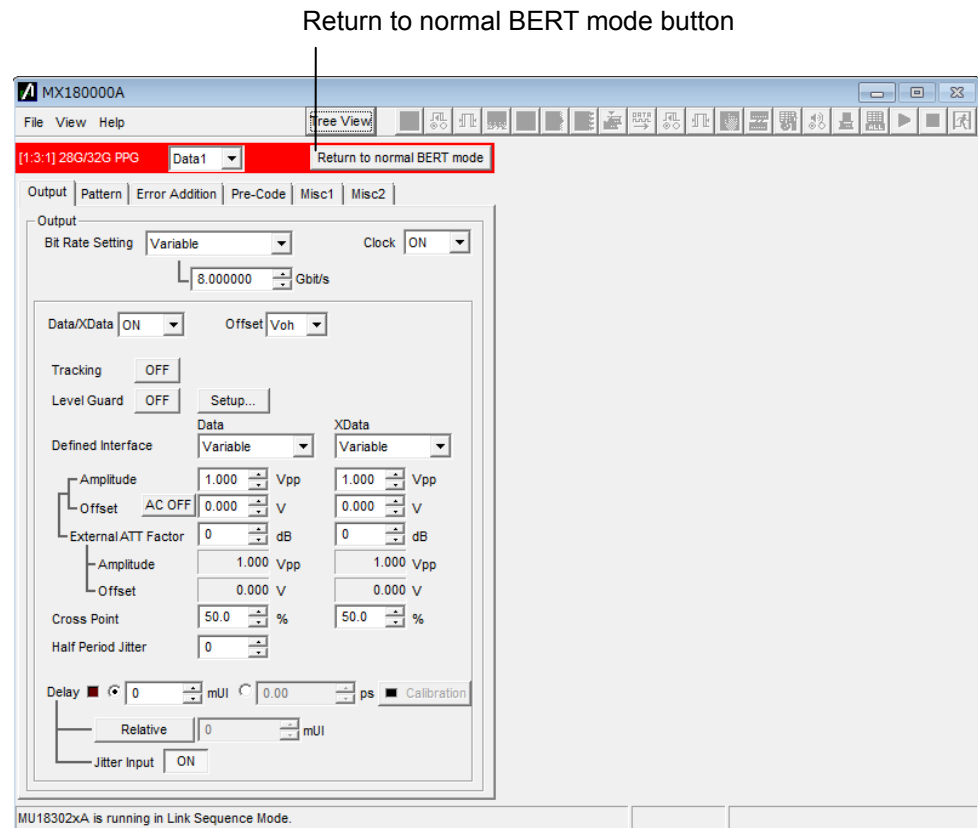 Return to normal BERT mode button
MX180000A
File View Help
Tree View
[1:3:1] 28G/32G PPG Data1 Return to normal BERT mode
Output Pattern Error Addition Pre-Code Misc1 Misc2
Output
Bit Rate Setting Variable Clock ON
8.000000 Gbit/s
Data/XData ON Offset Voh
Tracking OFF
Level Guard OFF Setup...
Data XData
Defined Interface Variable Variable
Amplitude 1.000 Vpp 1.000 Vpp
Offset AC OFF 0.000 V 0.000 V
External ATT Factor 0 dB 0 dB
Amplitude 1.000 Vpp 1.000 Vpp
Offset 0.000 V 0.000 V
Cross Point 50.0 % 50.0 %
Half Period Jitter 0
Delay 0 mUI 0.00 ps Calibration
Relative 0 mUI
Jitter Input ON
MU18302xA is running in Link Sequence Mode.